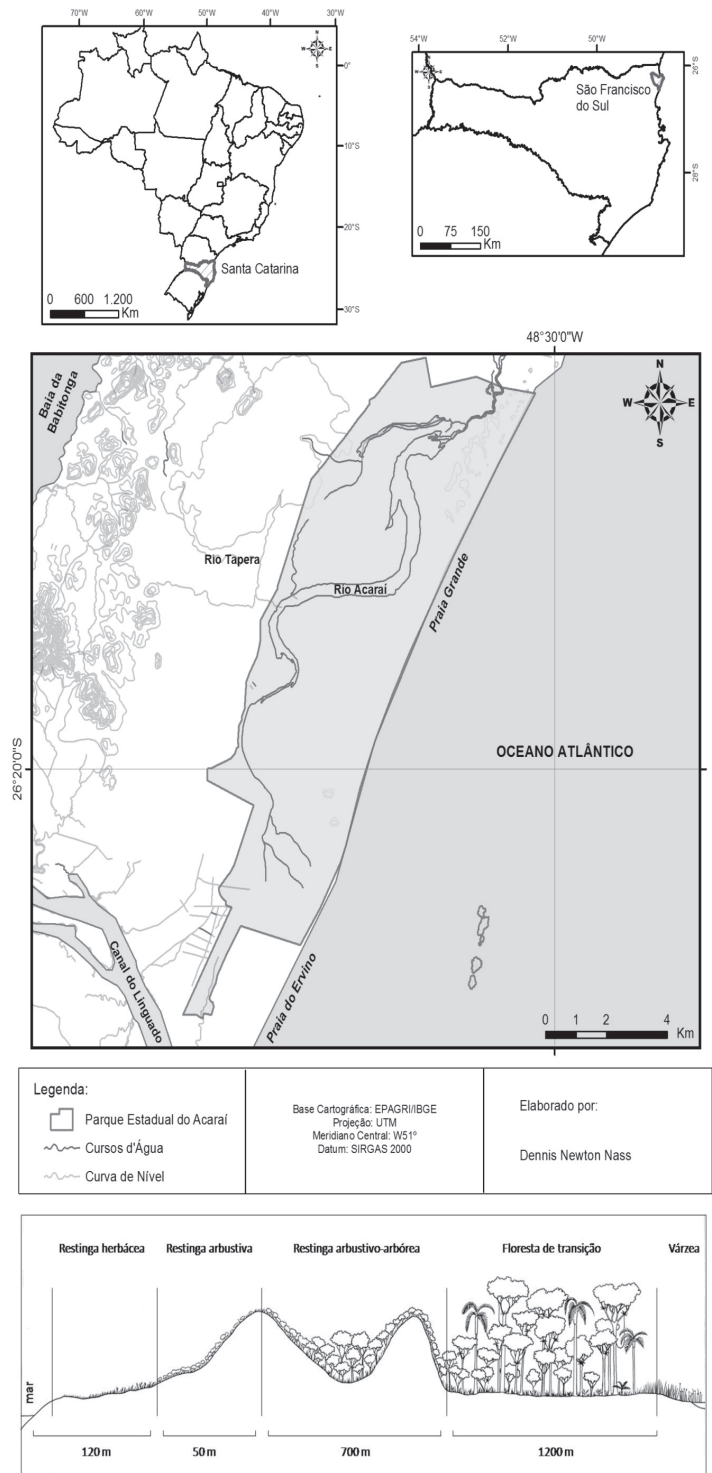 70°W 60°W 50°W 40°W
N
W E
S
0°
10°S
20°S
30°S
Santa Catarina
0 600 1.200
Km
54°W 52°W 50°W
N
W E
S
26°S
28°S
São Francisco
do Sul
0 75 150
Km
48°30'0"W
Baia da
Babitonga
N
W E
S
Rio Tapera
Rio Acaraí
Praia Grande
OCEANO ATLÂNTICO
26°20'0"S
Canal do Linguado
Praia do Ervino
0 1 2 4
Km
Legenda:
Parque Estadual do Acaraí
Cursos d'Água
Curva de Nível
Base Cartográfica: EPAGRI/IBGE
Projeção: UTM
Meridiano Central: W51º
Datum: SIRGAS 2000
Elaborado por:
Dennis Newton Nass
Restinga herbácea Restinga arbustiva Restinga arbustivo-arbórea Floresta de transição Várzea
mar
120 m 50 m 700 m 1200 m